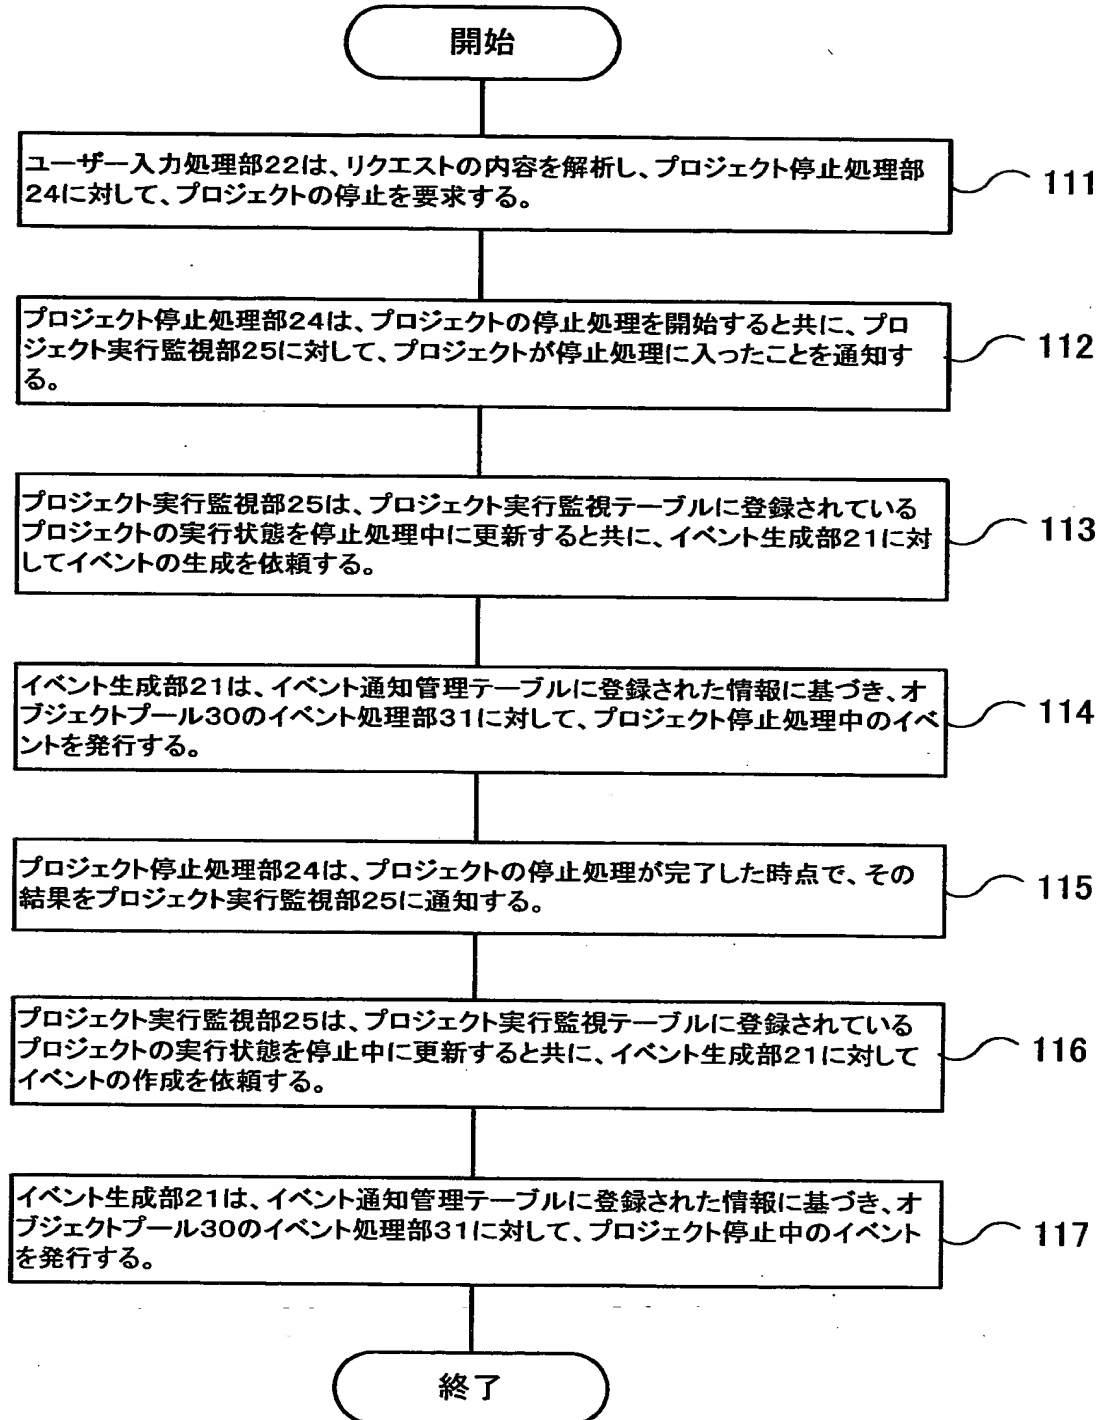 開始
ユーザー入力処理部22は、リクエストの内容を解析し、プロジェクト停止処理部
24に対して、プロジェクトの停止を要求する。
111
プロジェクト停止処理部24は、プロジェクトの停止処理を開始すると共に、プロ
ジェクト実行監視部25に対して、プロジェクトが停止処理に入ったことを通知す
る。
112
プロジェクト実行監視部25は、プロジェクト実行監視テーブルに登録されている
プロジェクトの実行状態を停止処理中に更新すると共に、イベント生成部21に対
してイベントの生成を依頼する。
113
イベント生成部21は、イベント通知管理テーブルに登録された情報に基づき、オ
ブジェクトプール30のイベント処理部31に対して、プロジェクト停止処理中のイベ
ントを発行する。
114
プロジェクト停止処理部24は、プロジェクトの停止処理が完了した時点で、その
結果をプロジェクト実行監視部25に通知する。
115
プロジェクト実行監視部25は、プロジェクト実行監視テーブルに登録されている
プロジェクトの実行状態を停止中に更新すると共に、イベント生成部21に対して
イベントの作成を依頼する。
116
イベント生成部21は、イベント通知管理テーブルに登録された情報に基づき、オ
ブジェクトプール30のイベント処理部31に対して、プロジェクト停止中のイベント
を発行する。
117
終了